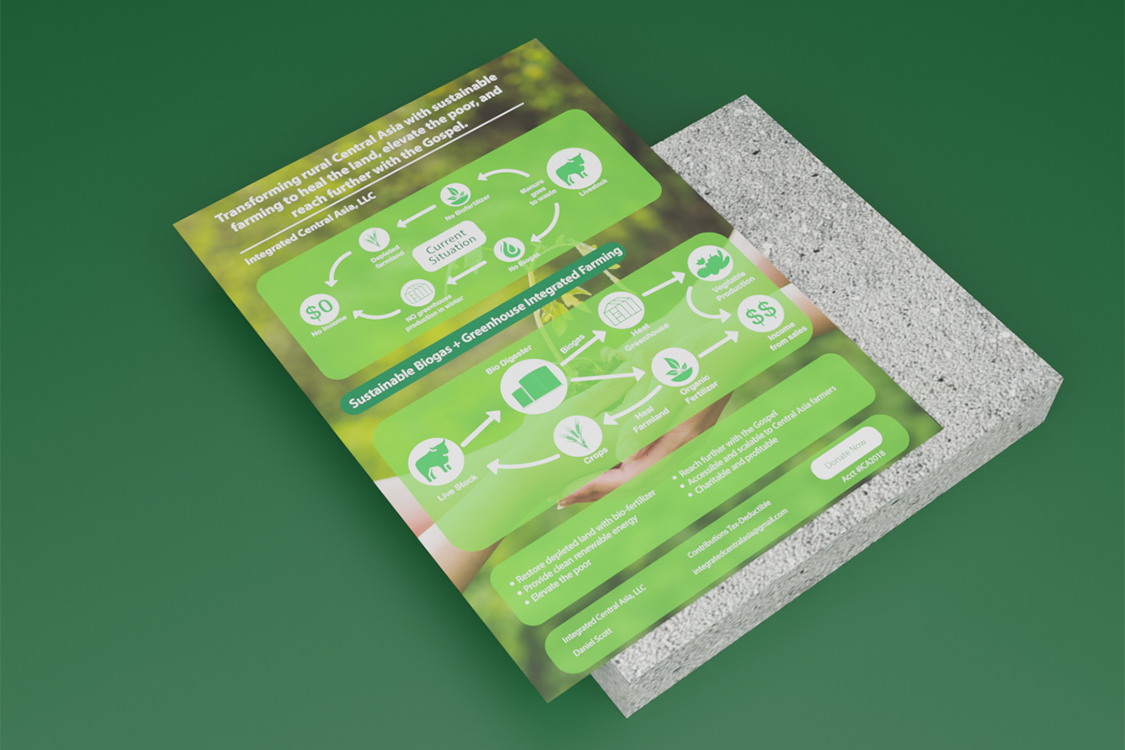 Transforming rural Central Asia with sustainable
farming to heal the land, elevate the poor, and
reach further with the Gospel.
Integrated Central Asia, LLC
Livestock
Manure
goes
to waste
No Biofertilizer
Depleted
farmland
Current
Situation
No Biogas
NO greenhouse
production in winter
$0
No Income
Sustainable Biogas + Greenhouse Integrated Farming
Vegetable
Production
Heat
Greenhouse
Biogas
Bio Digester
$$
Income
from sales
Organic
Fertilizer
Heal
Farmland
Crops
Live Stock
• Restore depleted land with bio-fertilizer
• Provide clean renewable energy
• Elevate the poor
• Reach further with the Gospel
• Accessible and scalable to Central Asia farmers
• Charitable and profitable
Integrated Central Asia, LLC
Daniel Scott
Contributions Tax-Deductible
integratedcentralasia@gmail.com
Donate Now
Acct #ICA2018